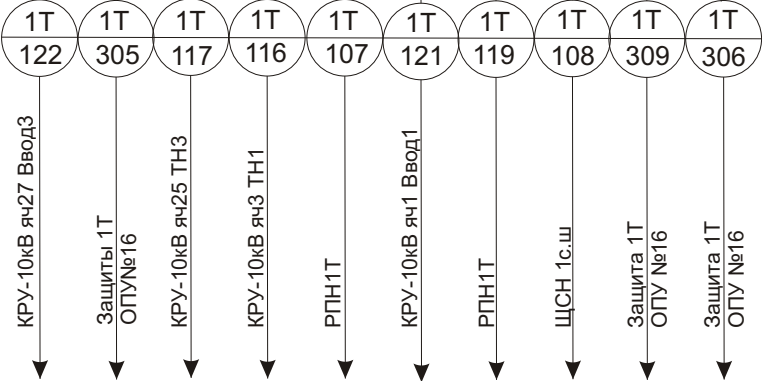 1Т 1Т 1Т 1Т 1Т 1Т 1Т 1Т 1Т 1Т
122 305 117 116 107 121 119 108 309 306
КРУ-10кВ яч27 Ввод3
Защиты 1Т
ОПУ№16
КРУ-10кВ яч25 ТН3
КРУ-10кВ яч3 ТН1
РПН1Т
КРУ-10кВ яч1 Ввод1
РПН1Т
ЩСН 1с.ш
Защита 1Т
ОПУ №16
Защита 1Т
ОПУ №16